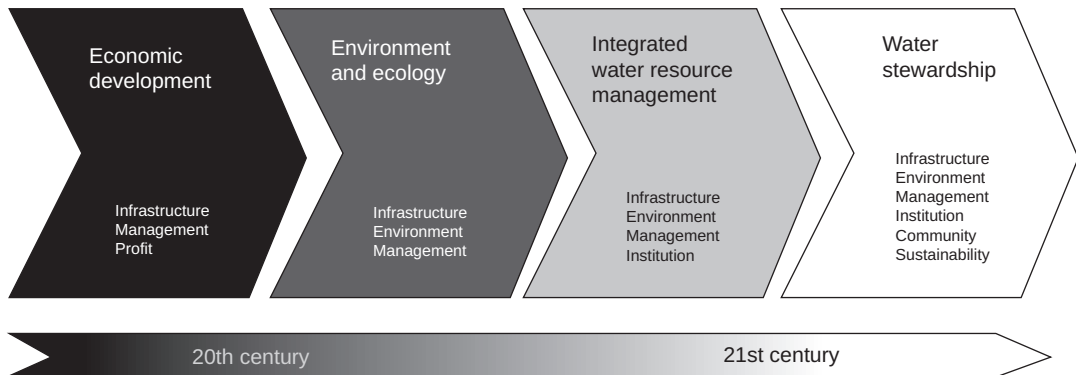 Economic
development
Infrastructure
Management
Profit
Environment
and ecology
Infrastructure
Environment
Management
Integrated
water resource
management
Infrastructure
Environment
Management
Institution
Water
stewardship
Infrastructure
Environment
Management
Institution
Community
Sustainability
20th century
21st century